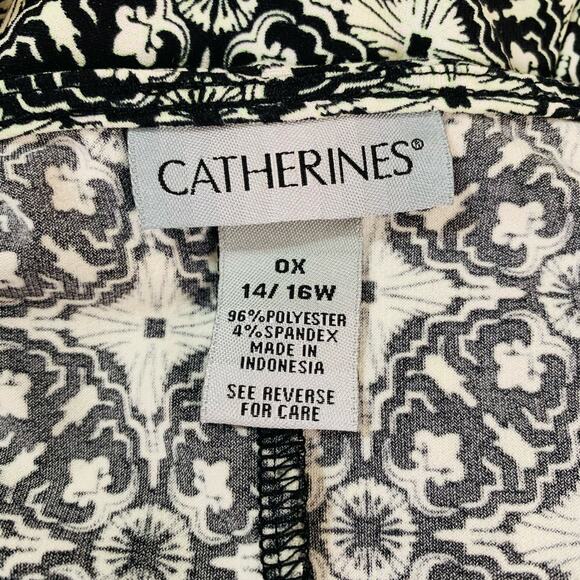 CATHERINES®
0X
14/ 16W
96%POLYESTER
4%SPANDEX
MADE IN
INDONESIA
SEE REVERSE
FOR CARE